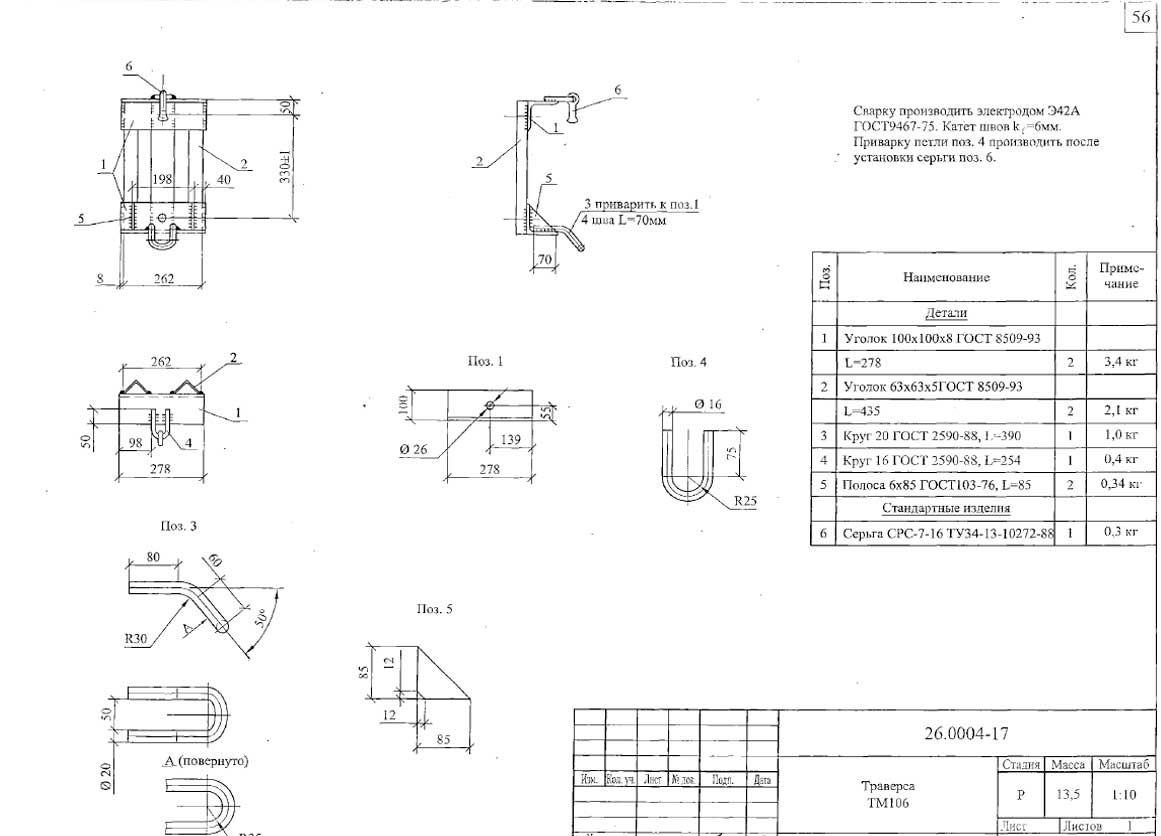 56
6
50
1
2
330±1
198
40
5
8
262
6
1
2
5
3 приварить к поз.1
4 шва L=70мм
70
Сварку производить электродом Э42А
ГОСТ9467-75. Катет швов k f=6мм.
Приварку петли поз. 4 производить после
установки серьги поз. 6.
Поз. Наименование Кол. Приме-
чание
Детали
1 Уголок 100х100х8 ГОСТ 8509-93
L=278 2 3,4 кг
2 Уголок 63х63х5ГОСТ 8509-93
L=435 2 2,1 кг
3 Круг 20 ГОСТ 2590-88, L=390 1 1,0 кг
4 Круг 16 ГОСТ 2590-88, L=254 1 0,4 кг
5 Полоса 6х85 ГОСТ103-76, L=85 2 0,34 кг
Стандартные изделия
6 Серьга СРС-7-16 ТУ34-13-10272-88 1 0,3 кг
262
2
1
50
98
4
278
Поз. 1
100
55
Ø 26
139
278
Поз. 4
Ø 16
75
R25
Поз. 3
80
60
50°
R30
А
50
Ø 20
А (повернуто)
Поз. 5
85
12
12
85
26.0004-17
Изм. Кол. уч. Лист № док. Подп. Дата
Траверса
ТМ106
Стадия Масса Масштаб
Р 13,5 1:10
Лист Листов 1